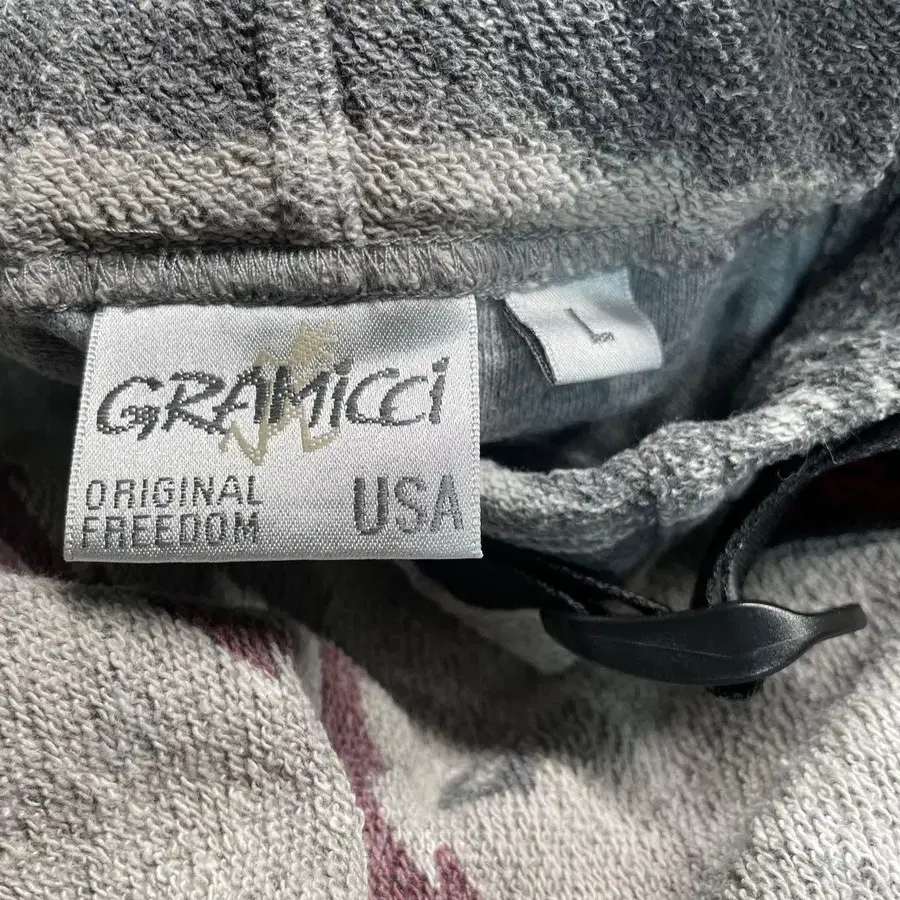 GRAMiCCi
ORIGINAL
FREEDOM
USA
L